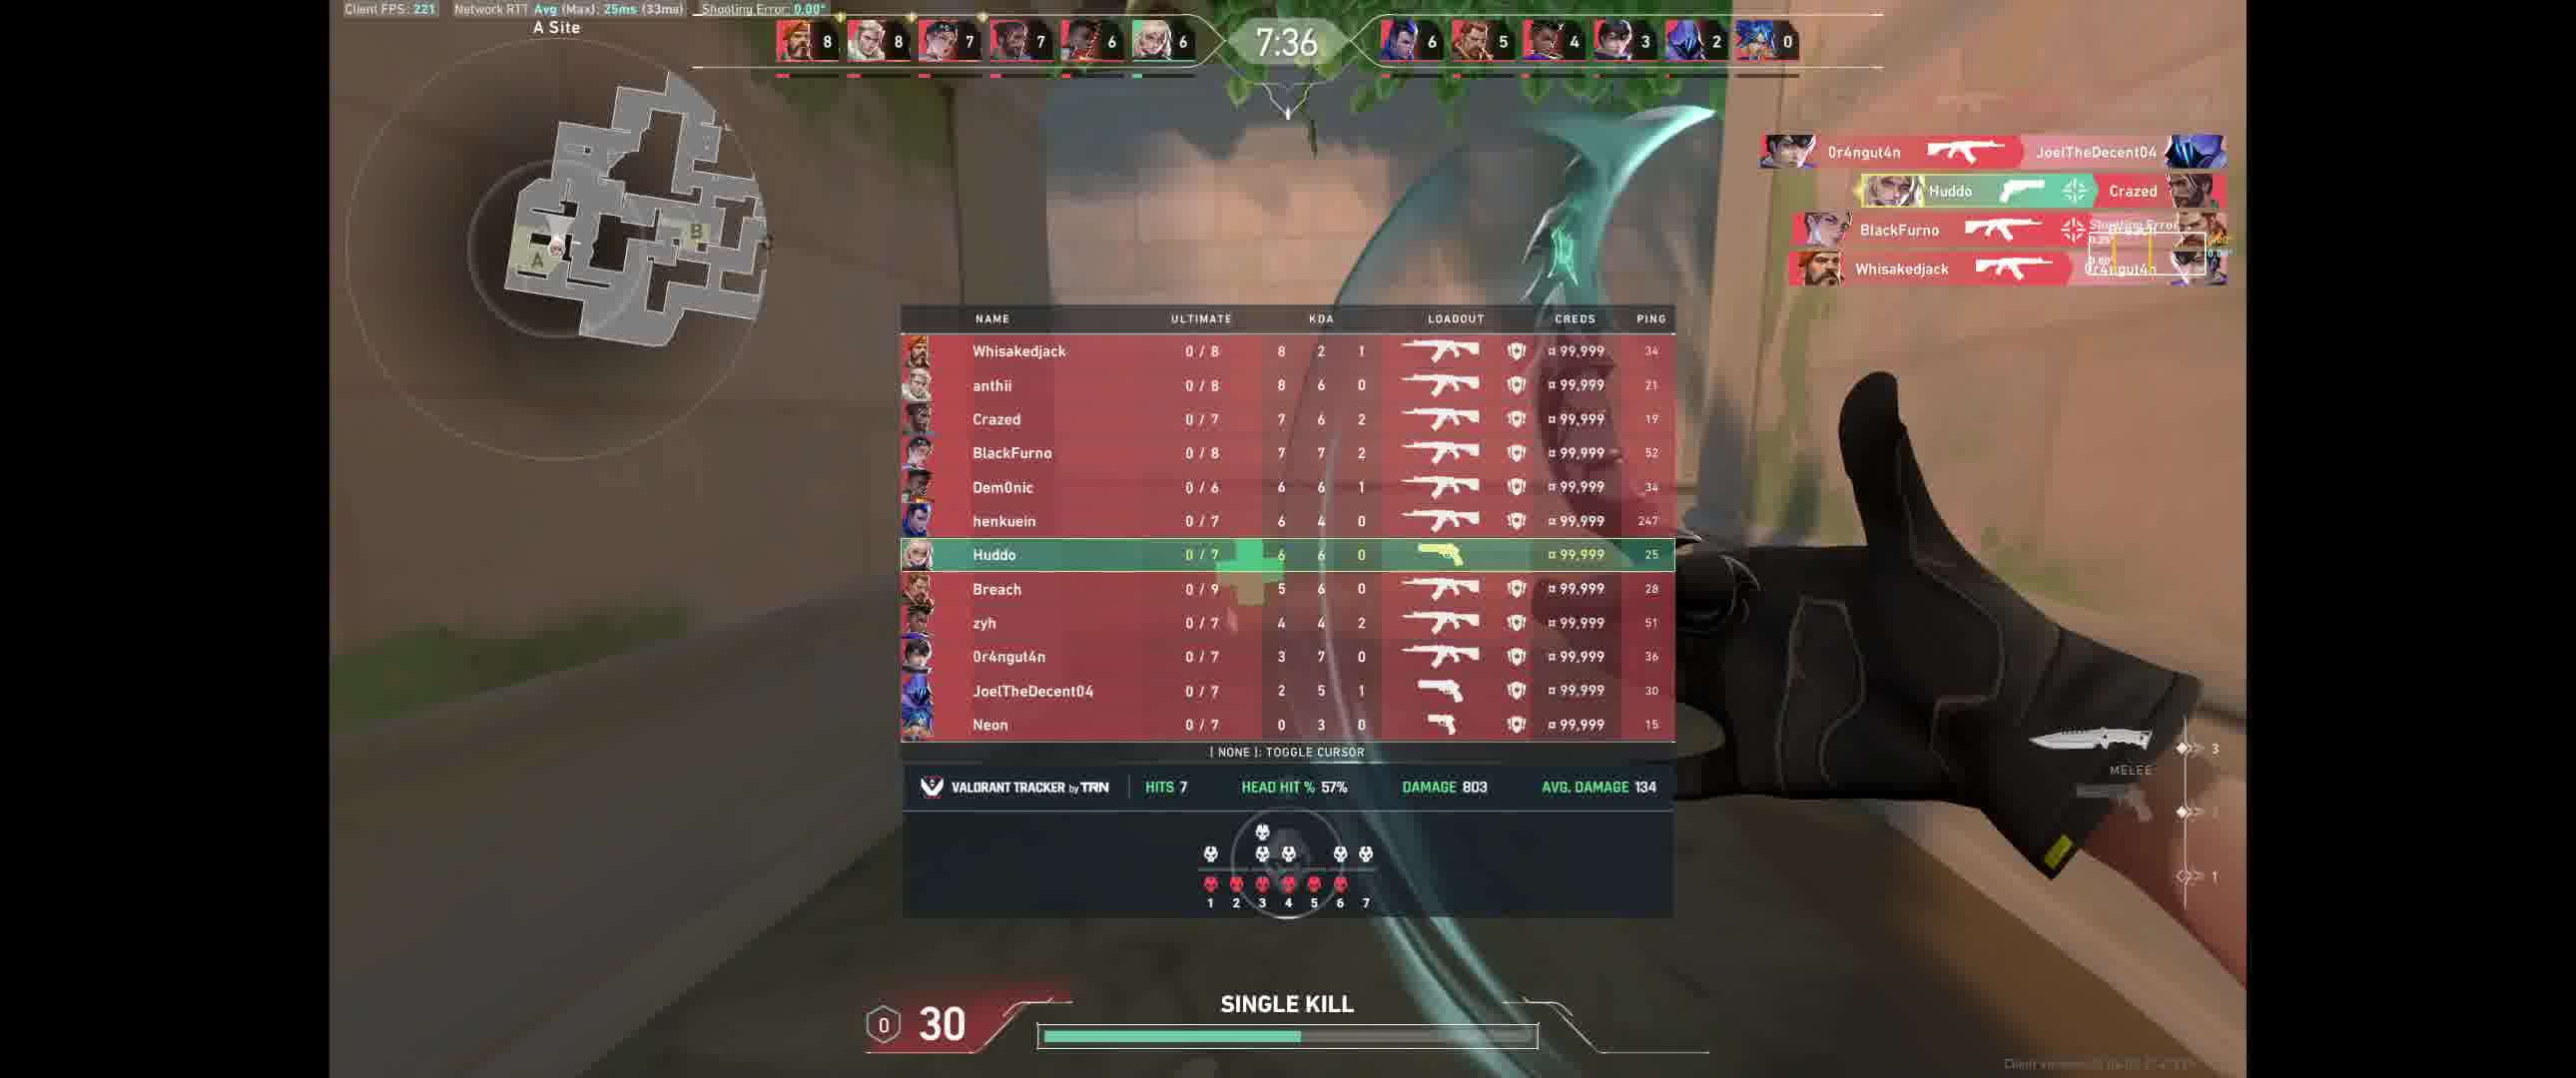 Client FPS: 221 Network RTT Avg (Max): 25ms (33ms) Shooting Error: 0.00°
A Site
8 8 7 7 6 6 7:36 6 5 4 3 2 0
A
B
0r4ngut4n JoelTheDecent04
Huddo Crazed
BlackFurno
Shooting Error
Whisakedjack 0r4ngut4n
NAME ULTIMATE KDA LOADOUT CREDS PING
Whisakedjack 0 / 8 8 2 1 ¤ 99,999 34
anthii 0 / 8 8 6 0 ¤ 99,999 21
Crazed 0 / 7 7 6 2 ¤ 99,999 19
BlackFurno 0 / 8 7 7 2 ¤ 99,999 52
Dem0nic 0 / 6 6 6 1 ¤ 99,999 34
henkuein 0 / 7 6 4 0 ¤ 99,999 247
Huddo 0 / 7 6 6 0 ¤ 99,999 25
Breach 0 / 9 5 6 0 ¤ 99,999 28
zyh 0 / 7 4 4 2 ¤ 99,999 51
0r4ngut4n 0 / 7 3 7 0 ¤ 99,999 36
JoelTheDecent04 0 / 7 2 5 1 ¤ 99,999 30
Neon 0 / 7 0 3 0 ¤ 99,999 15
[ NONE ]: TOGGLE CURSOR
VALORANT TRACKER by TRN HITS 7 HEAD HIT % 57% DAMAGE 803 AVG. DAMAGE 134
1 2 3 4 5 6 7
3
MELEE
1
SINGLE KILL
0 30